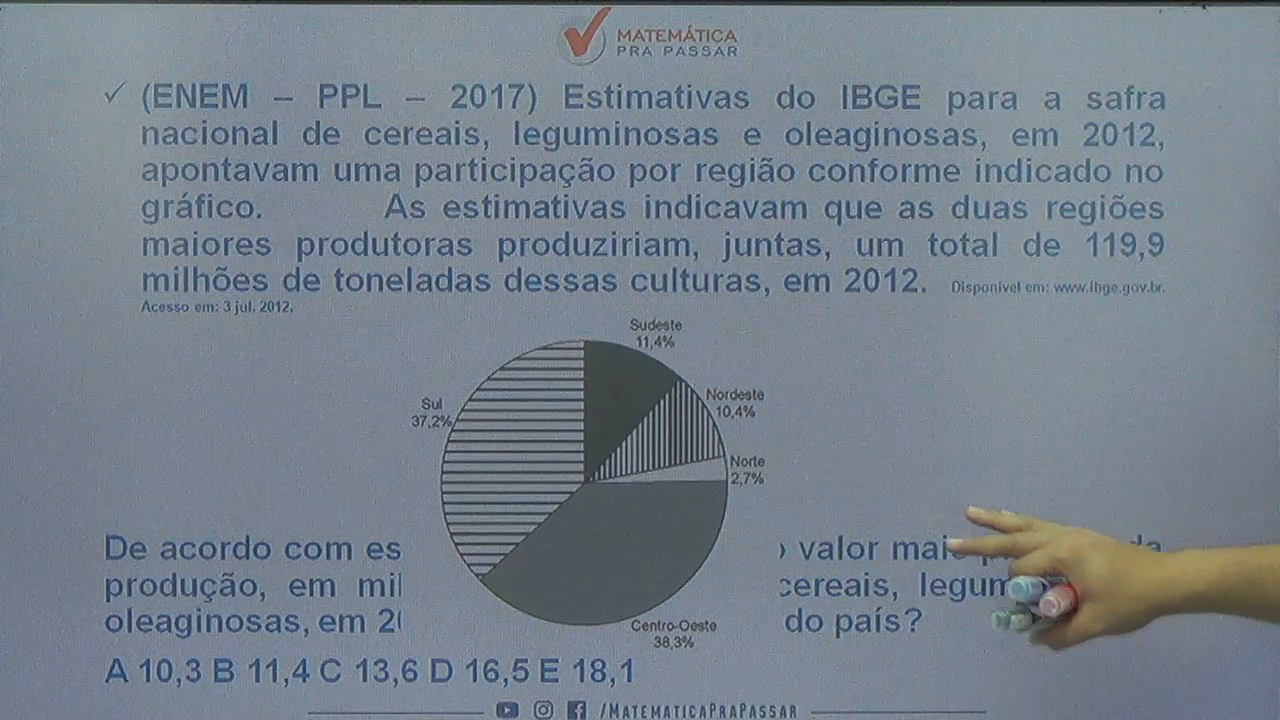 MATEMÁTICA
PRA PASSAR
✓ (ENEM – PPL – 2017) Estimativas do IBGE para a safra
nacional de cereais, leguminosas e oleaginosas, em 2012,
apontavam uma participação por região conforme indicado no
gráfico. As estimativas indicavam que as duas regiões
maiores produtoras produziriam, juntas, um total de 119,9
milhões de toneladas dessas culturas, em 2012. Disponível em: www.ibge.gov.br.
Acesso em: 3 jul. 2012.
Sudeste
11,4%
Nordeste
10,4%
Sul
37,2%
Norte
2,7%
De acordo com es valor mais
produção, em mil cereais, legum
oleaginosas, em 2 do país?
Centro-Oeste
38,3%
A 10,3 B 11,4 C 13,6 D 16,5 E 18,1
/MATEMATICAPRAPASSAR